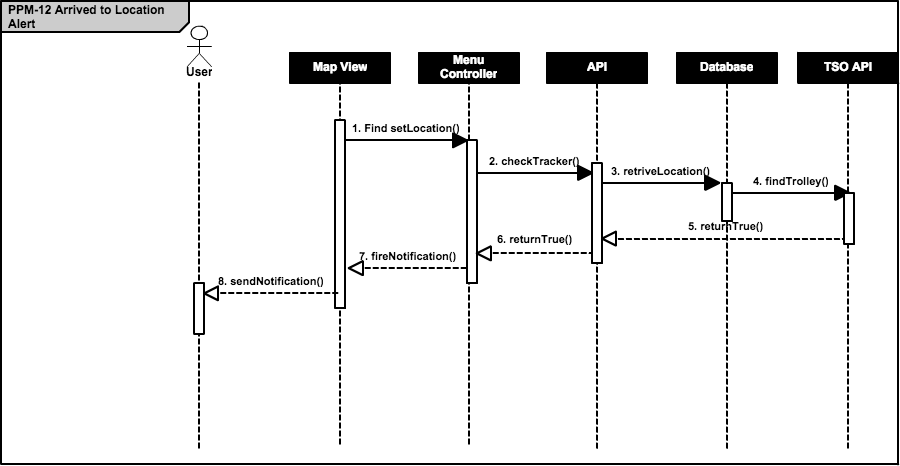 PPM-12 Arrived to Location
Alert
User
Map View
Menu
Controller
API
Database
TSO API
1. Find setLocation()
2. checkTracker()
3. retriveLocation()
4. findTrolley()
5. returnTrue()
6. returnTrue()
7. fireNotification()
8. sendNotification()